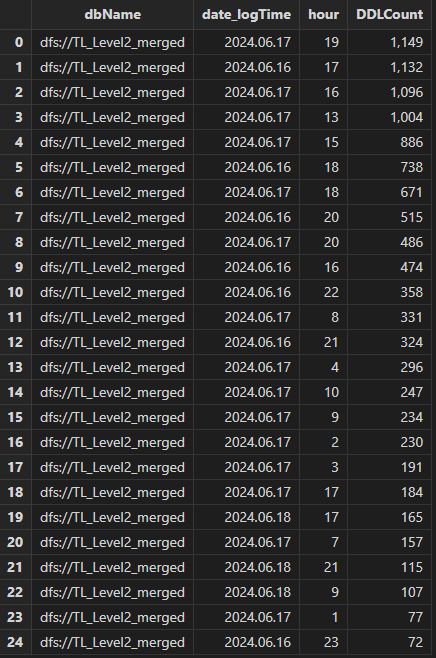 dbName date_logTime hour DDLCount
0 dfs://TL_Level2_merged 2024.06.17 19 1,149
1 dfs://TL_Level2_merged 2024.06.16 17 1,132
2 dfs://TL_Level2_merged 2024.06.17 16 1,096
3 dfs://TL_Level2_merged 2024.06.17 13 1,004
4 dfs://TL_Level2_merged 2024.06.17 15 886
5 dfs://TL_Level2_merged 2024.06.16 18 738
6 dfs://TL_Level2_merged 2024.06.17 18 671
7 dfs://TL_Level2_merged 2024.06.16 20 515
8 dfs://TL_Level2_merged 2024.06.17 20 486
9 dfs://TL_Level2_merged 2024.06.16 16 474
10 dfs://TL_Level2_merged 2024.06.16 22 358
11 dfs://TL_Level2_merged 2024.06.17 8 331
12 dfs://TL_Level2_merged 2024.06.16 21 324
13 dfs://TL_Level2_merged 2024.06.17 4 296
14 dfs://TL_Level2_merged 2024.06.17 10 247
15 dfs://TL_Level2_merged 2024.06.17 9 234
16 dfs://TL_Level2_merged 2024.06.17 2 230
17 dfs://TL_Level2_merged 2024.06.17 3 191
18 dfs://TL_Level2_merged 2024.06.17 17 184
19 dfs://TL_Level2_merged 2024.06.18 17 165
20 dfs://TL_Level2_merged 2024.06.17 7 157
21 dfs://TL_Level2_merged 2024.06.18 21 115
22 dfs://TL_Level2_merged 2024.06.18 9 107
23 dfs://TL_Level2_merged 2024.06.17 1 77
24 dfs://TL_Level2_merged 2024.06.16 23 72